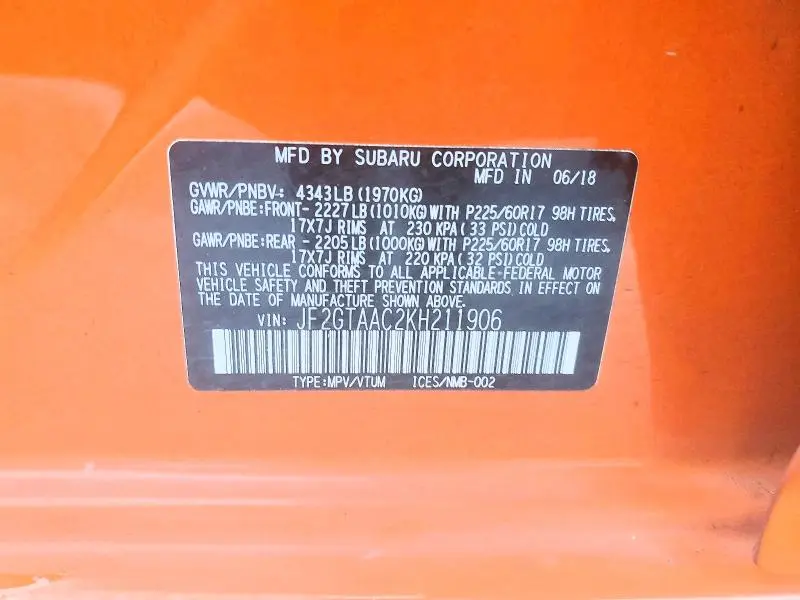 MFD BY SUBARU CORPORATION
MFD IN 06/18
GVWR/PNBV-: 4343LB (1970KG)
GAWR/PNBE:FRONT- 2227LB (1010KG) WITH P225/60R17 98H TIRES,
17X7J RIMS AT 230 KPA (33 PSI) COLD
GAWR/PNBE:REAR - 2205LB (1000KG) WITH P225/60R17 98H TIRES,
17X7J RIMS AT 220 KPA (32 PSI) COLD
THIS VEHICLE CONFORMS TO ALL APPLICABLE-FEDERAL MOTOR
VEHICLE SAFETY AND THEFT PREVENTION STANDARDS IN EFFECT ON
THE DATE OF MANUFACTURE SHOWN ABOVE.
VIN: JF2GTAAC2KH211906
TYPE:MPV/VTUM ICES/NMB-002